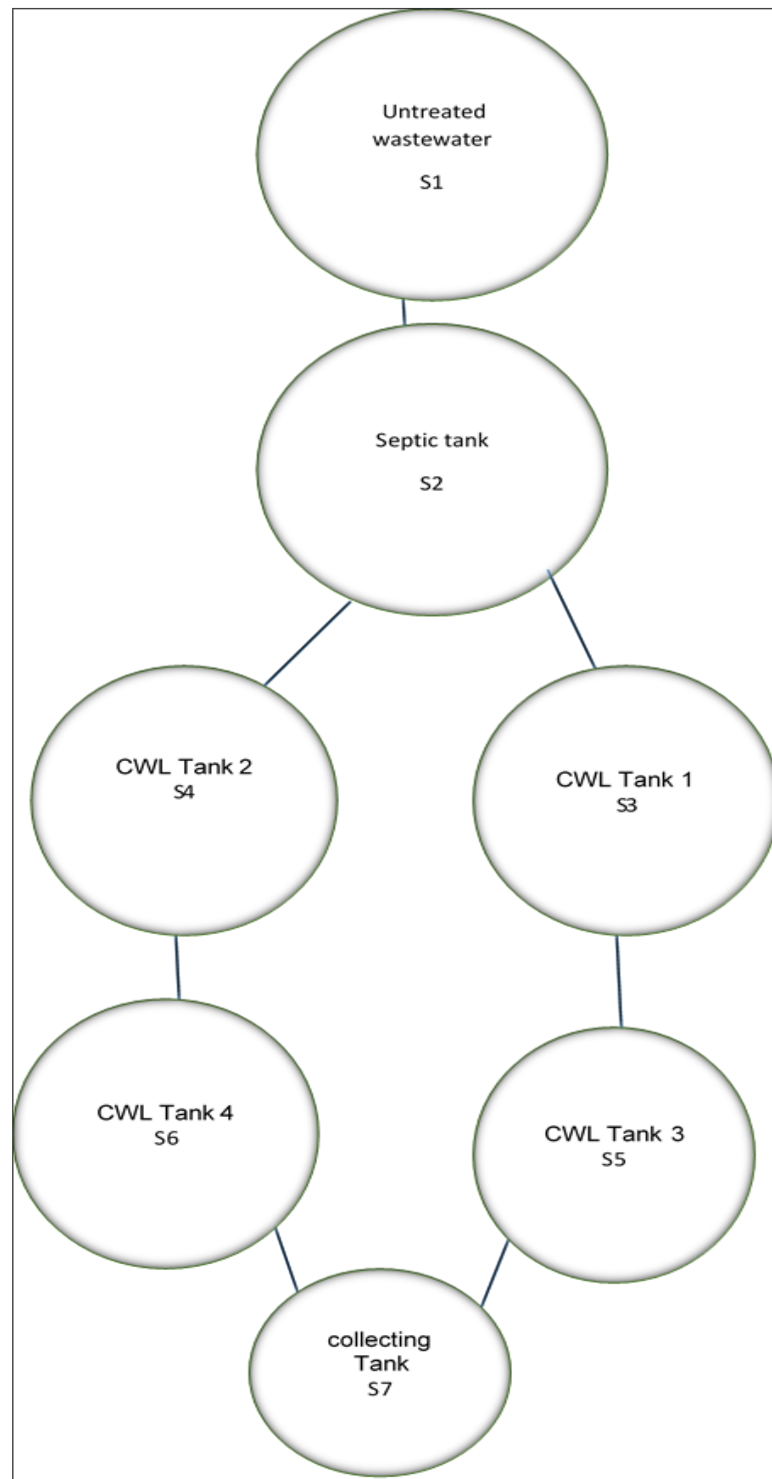 Untreated
wastewater
S1
Septic tank
S2
CWL Tank 2
S4
CWL Tank 1
S3
CWL Tank 4
S6
CWL Tank 3
S5
collecting
Tank
S7